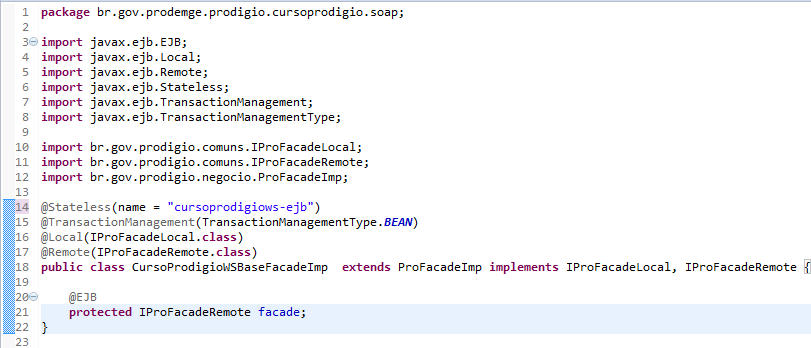 1 package br.gov.prodemge.prodigio.cursoprodigio.soap;
2
3 import javax.ejb.EJB;
4 import javax.ejb.Local;
5 import javax.ejb.Remote;
6 import javax.ejb.Stateless;
7 import javax.ejb.TransactionManagement;
8 import javax.ejb.TransactionManagementType;
9
10 import br.gov.prodigio.comuns.IProFacadeLocal;
11 import br.gov.prodigio.comuns.IProFacadeRemote;
12 import br.gov.prodigio.negocio.ProFacadeImp;
13
14 @Stateless(name = "cursoprodigiows-ejb")
15 @TransactionManagement(TransactionManagementType.BEAN)
16 @Local(IProFacadeLocal.class)
17 @Remote(IProFacadeRemote.class)
18 public class CursoProdigioWSBaseFacadeImp  extends ProFacadeImp implements IProFacadeLocal, IProFacadeRemote {
19
20     @EJB
21     protected IProFacadeRemote facade;
22 }
23